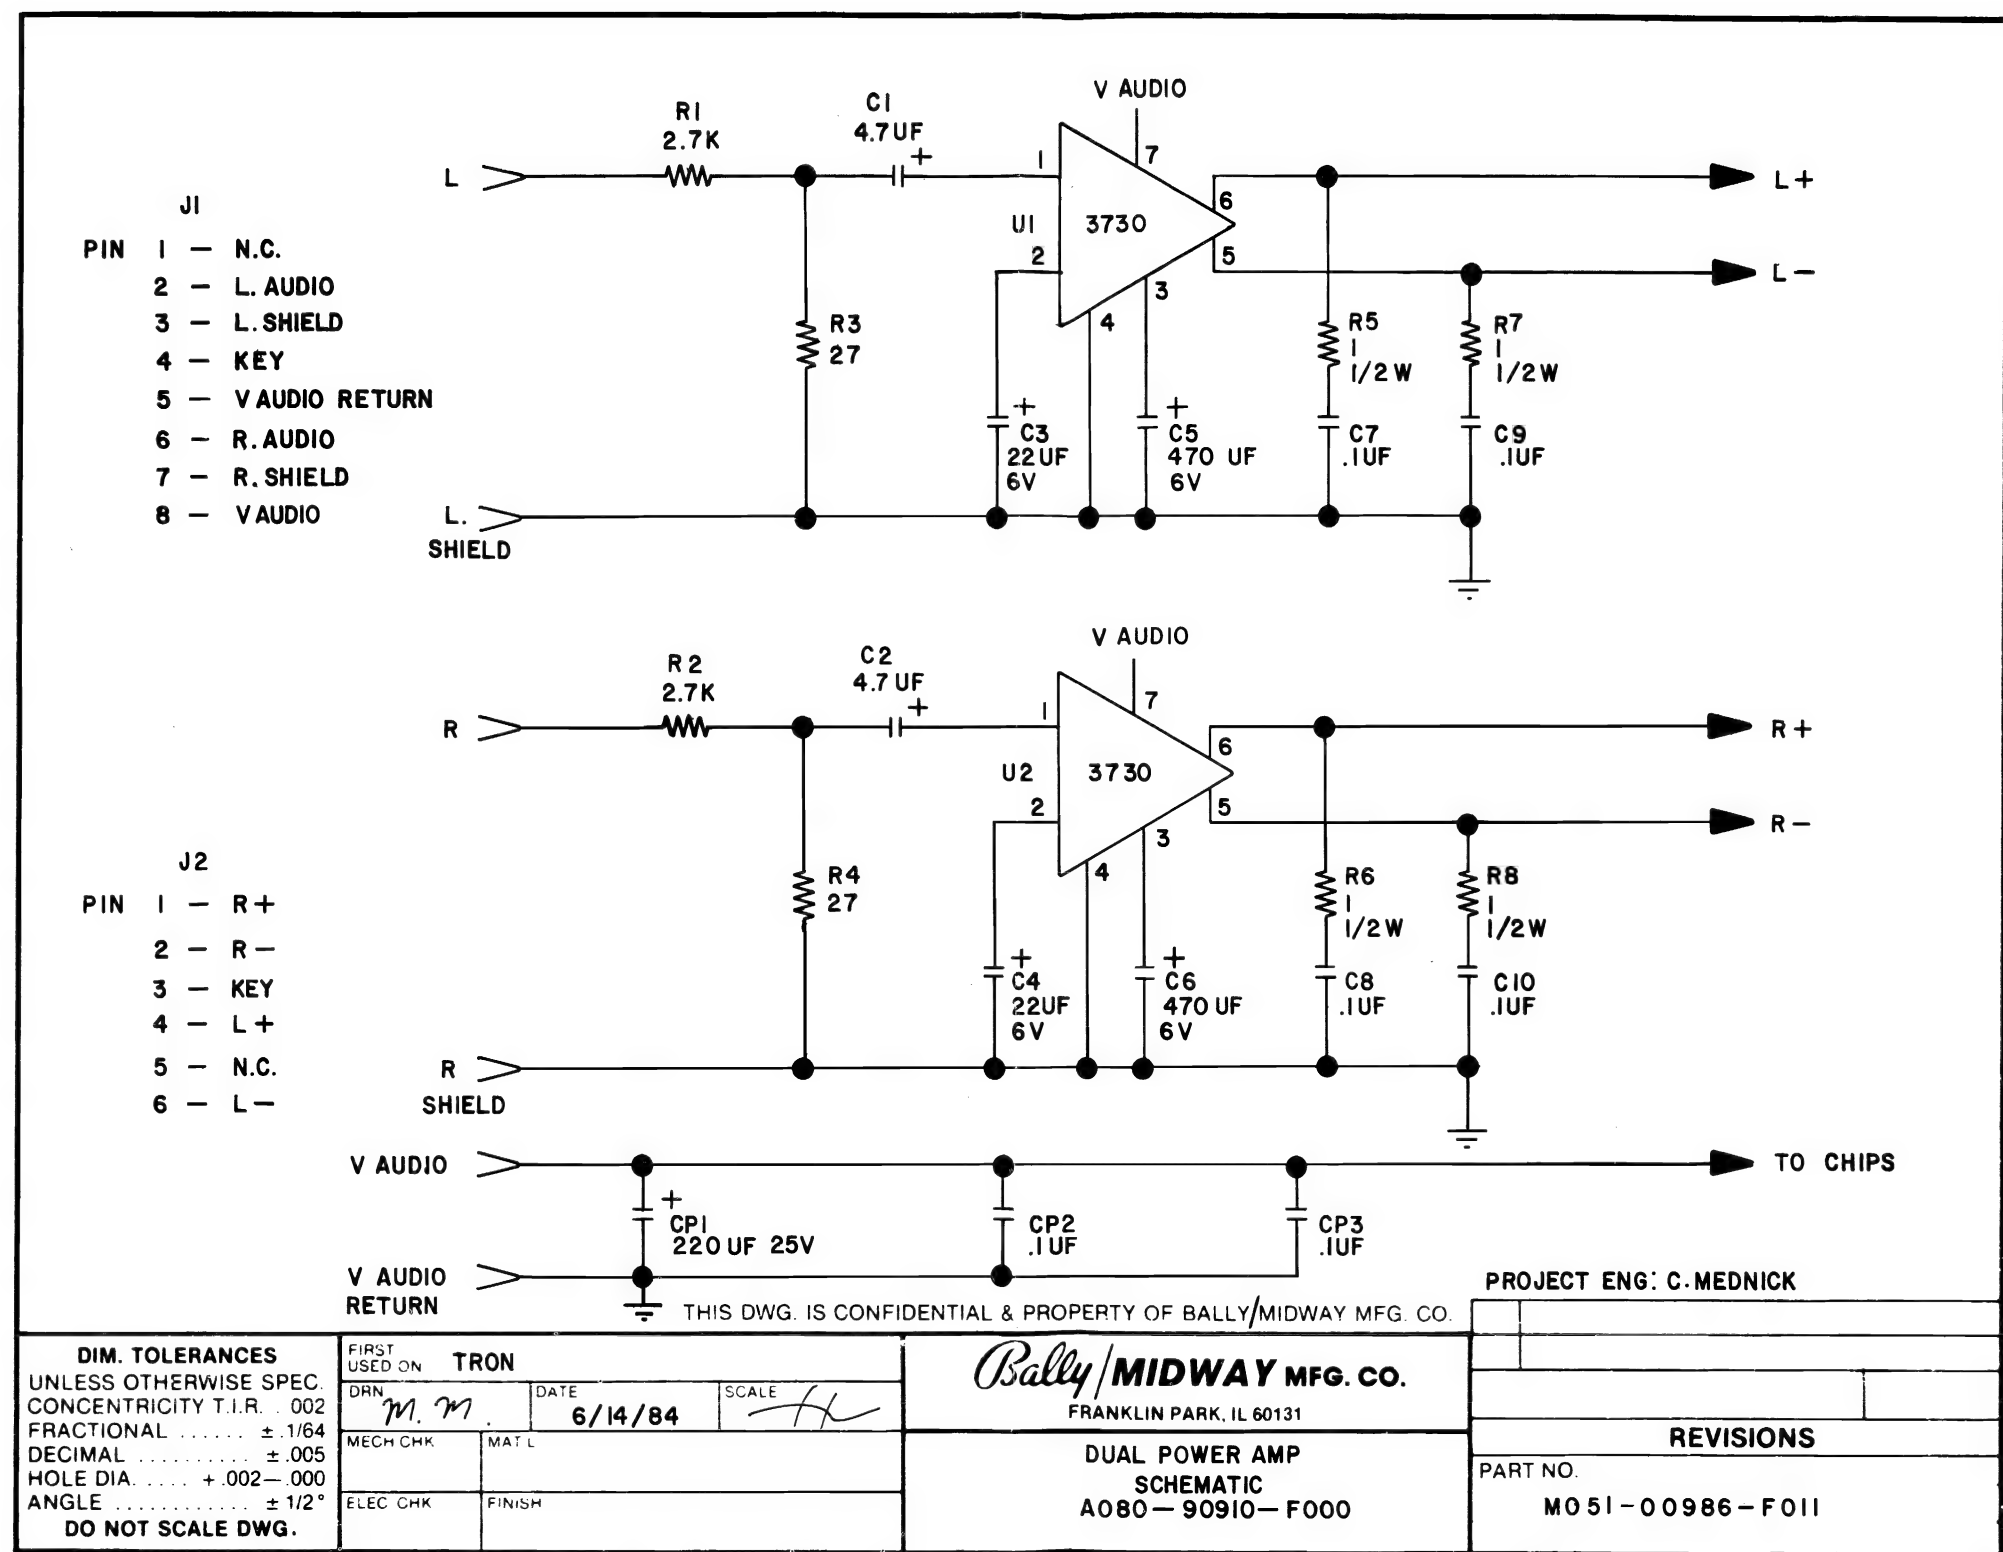 V AUDIO
R1
2.7K
C1
4.7UF
+
L
1
7
6
L+
U1
3730
2
5
L-
3
4
J1
PIN 1 - N.C.
2 - L. AUDIO
3 - L. SHIELD
4 - KEY
5 - V AUDIO RETURN
6 - R. AUDIO
7 - R. SHIELD
8 - V AUDIO
R3
27
R5
1
1/2W
R7
1
1/2W
+
C3
22UF
6V
+
C5
470 UF
6V
C7
.1UF
C9
.1UF
L.
SHIELD
V AUDIO
R2
2.7K
C2
4.7UF
+
R
1
7
6
R+
U2
3730
2
5
R-
3
4
J2
PIN 1 - R+
2 - R-
3 - KEY
4 - L+
5 - N.C.
6 - L-
R4
27
R6
1
1/2W
R8
1
1/2W
+
C4
22UF
6V
+
C6
470 UF
6V
C8
.1UF
C10
.1UF
R
SHIELD
V AUDIO
TO CHIPS
+
CP1
220 UF 25V
CP2
.1UF
CP3
.1UF
V AUDIO
RETURN
PROJECT ENG: C. MEDNICK
THIS DWG. IS CONFIDENTIAL & PROPERTY OF BALLY/MIDWAY MFG. CO.
DIM. TOLERANCES
UNLESS OTHERWISE SPEC.
CONCENTRICITY T.I.R. . 002
FRACTIONAL ...... ± .1/64
DECIMAL .......... ± .005
HOLE DIA. .... + .002—.000
ANGLE ............ ± 1/2°
DO NOT SCALE DWG.
FIRST
USED ON TRON
DRN M. M.
DATE 6/14/84
SCALE
MECH CHK
MAT L
ELEC CHK
FINISH
Bally/MIDWAY MFG. CO.
FRANKLIN PARK, IL 60131
DUAL POWER AMP
SCHEMATIC
A080-90910-F000
REVISIONS
PART NO.
M051-00986-F011